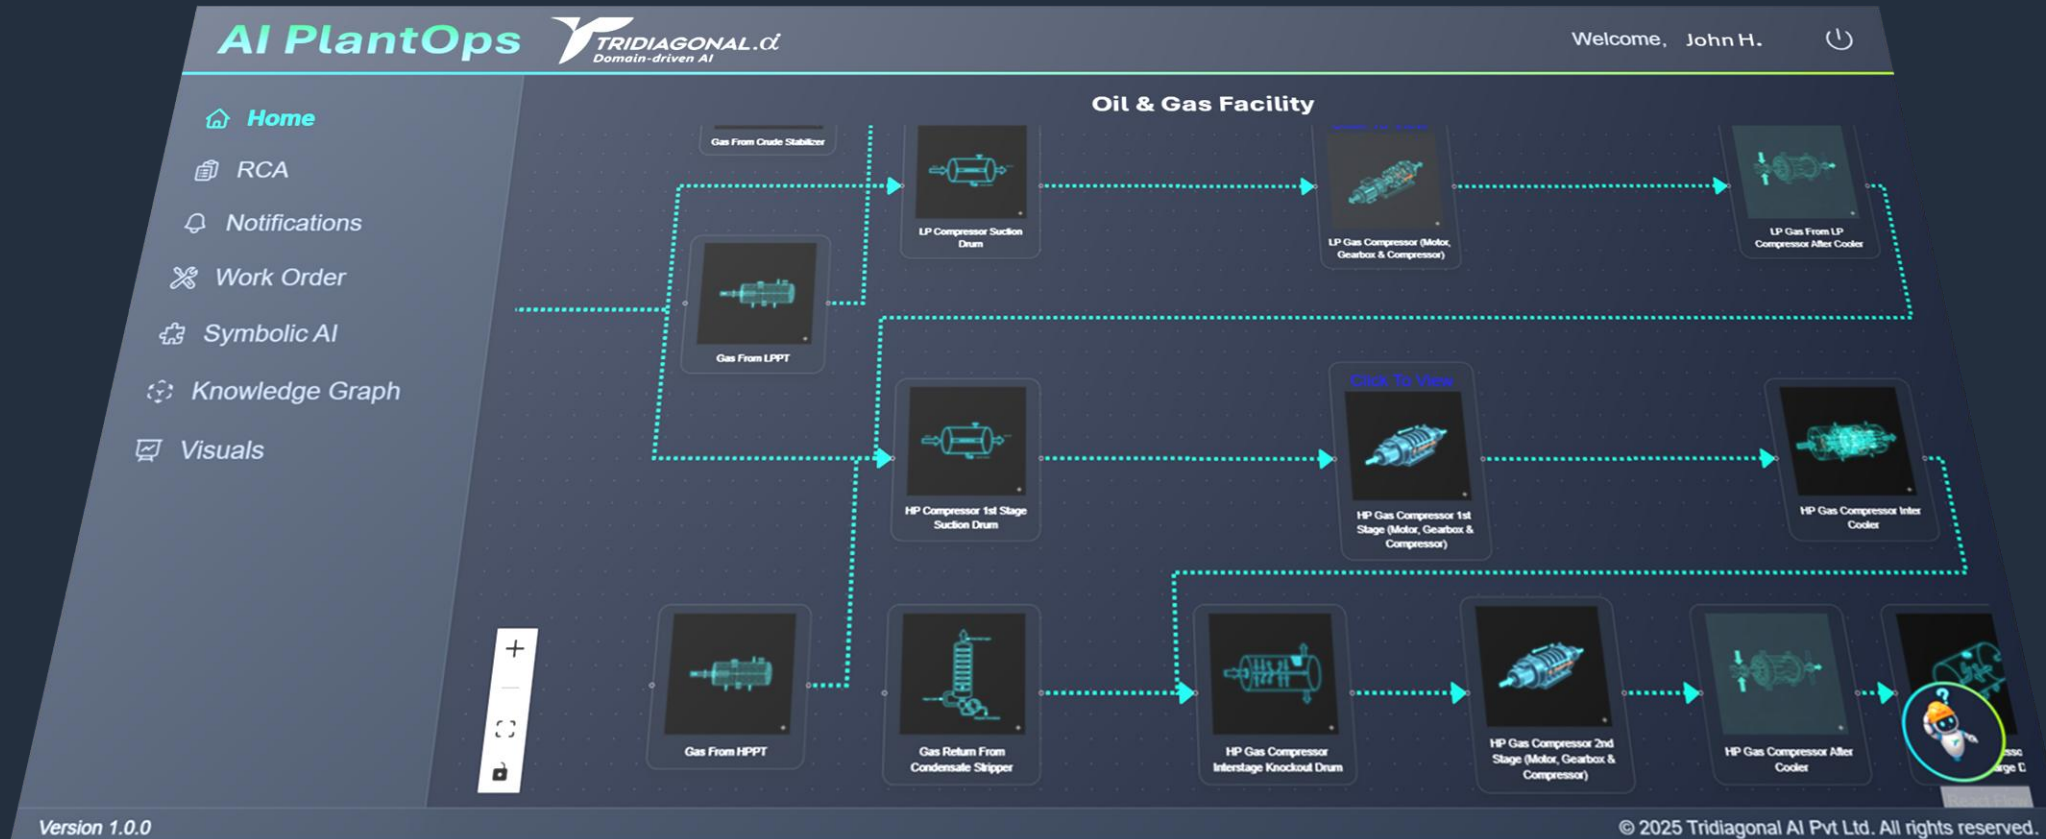 AI PlantOps
TRIDIAGONAL.α
Domain-driven AI
Welcome, John H.
Home
RCA
Notifications
Work Order
Symbolic AI
Knowledge Graph
Visuals
Oil & Gas Facility
Gas From Crude Stabilizer
LP Compressor Suction
Drum
LP Gas Compressor (Motor,
Gearbox & Compressor)
LP Gas From LP
Compressor After Cooler
Gas From LPPT
HP Compressor 1st Stage
Suction Drum
Click To View
HP Gas Compressor 1st
Stage (Motor, Gearbox &
Compressor)
HP Gas Compressor Inter
Cooler
Gas From HPPT
Gas Return From
Condensate Stripper
HP Gas Compressor
Interstage Knockout Drum
HP Gas Compressor 2nd
Stage (Motor, Gearbox &
Compressor)
HP Gas Compressor After
Cooler
React Flow
Version 1.0.0
© 2025 Tridiagonal AI Pvt Ltd. All rights reserved.